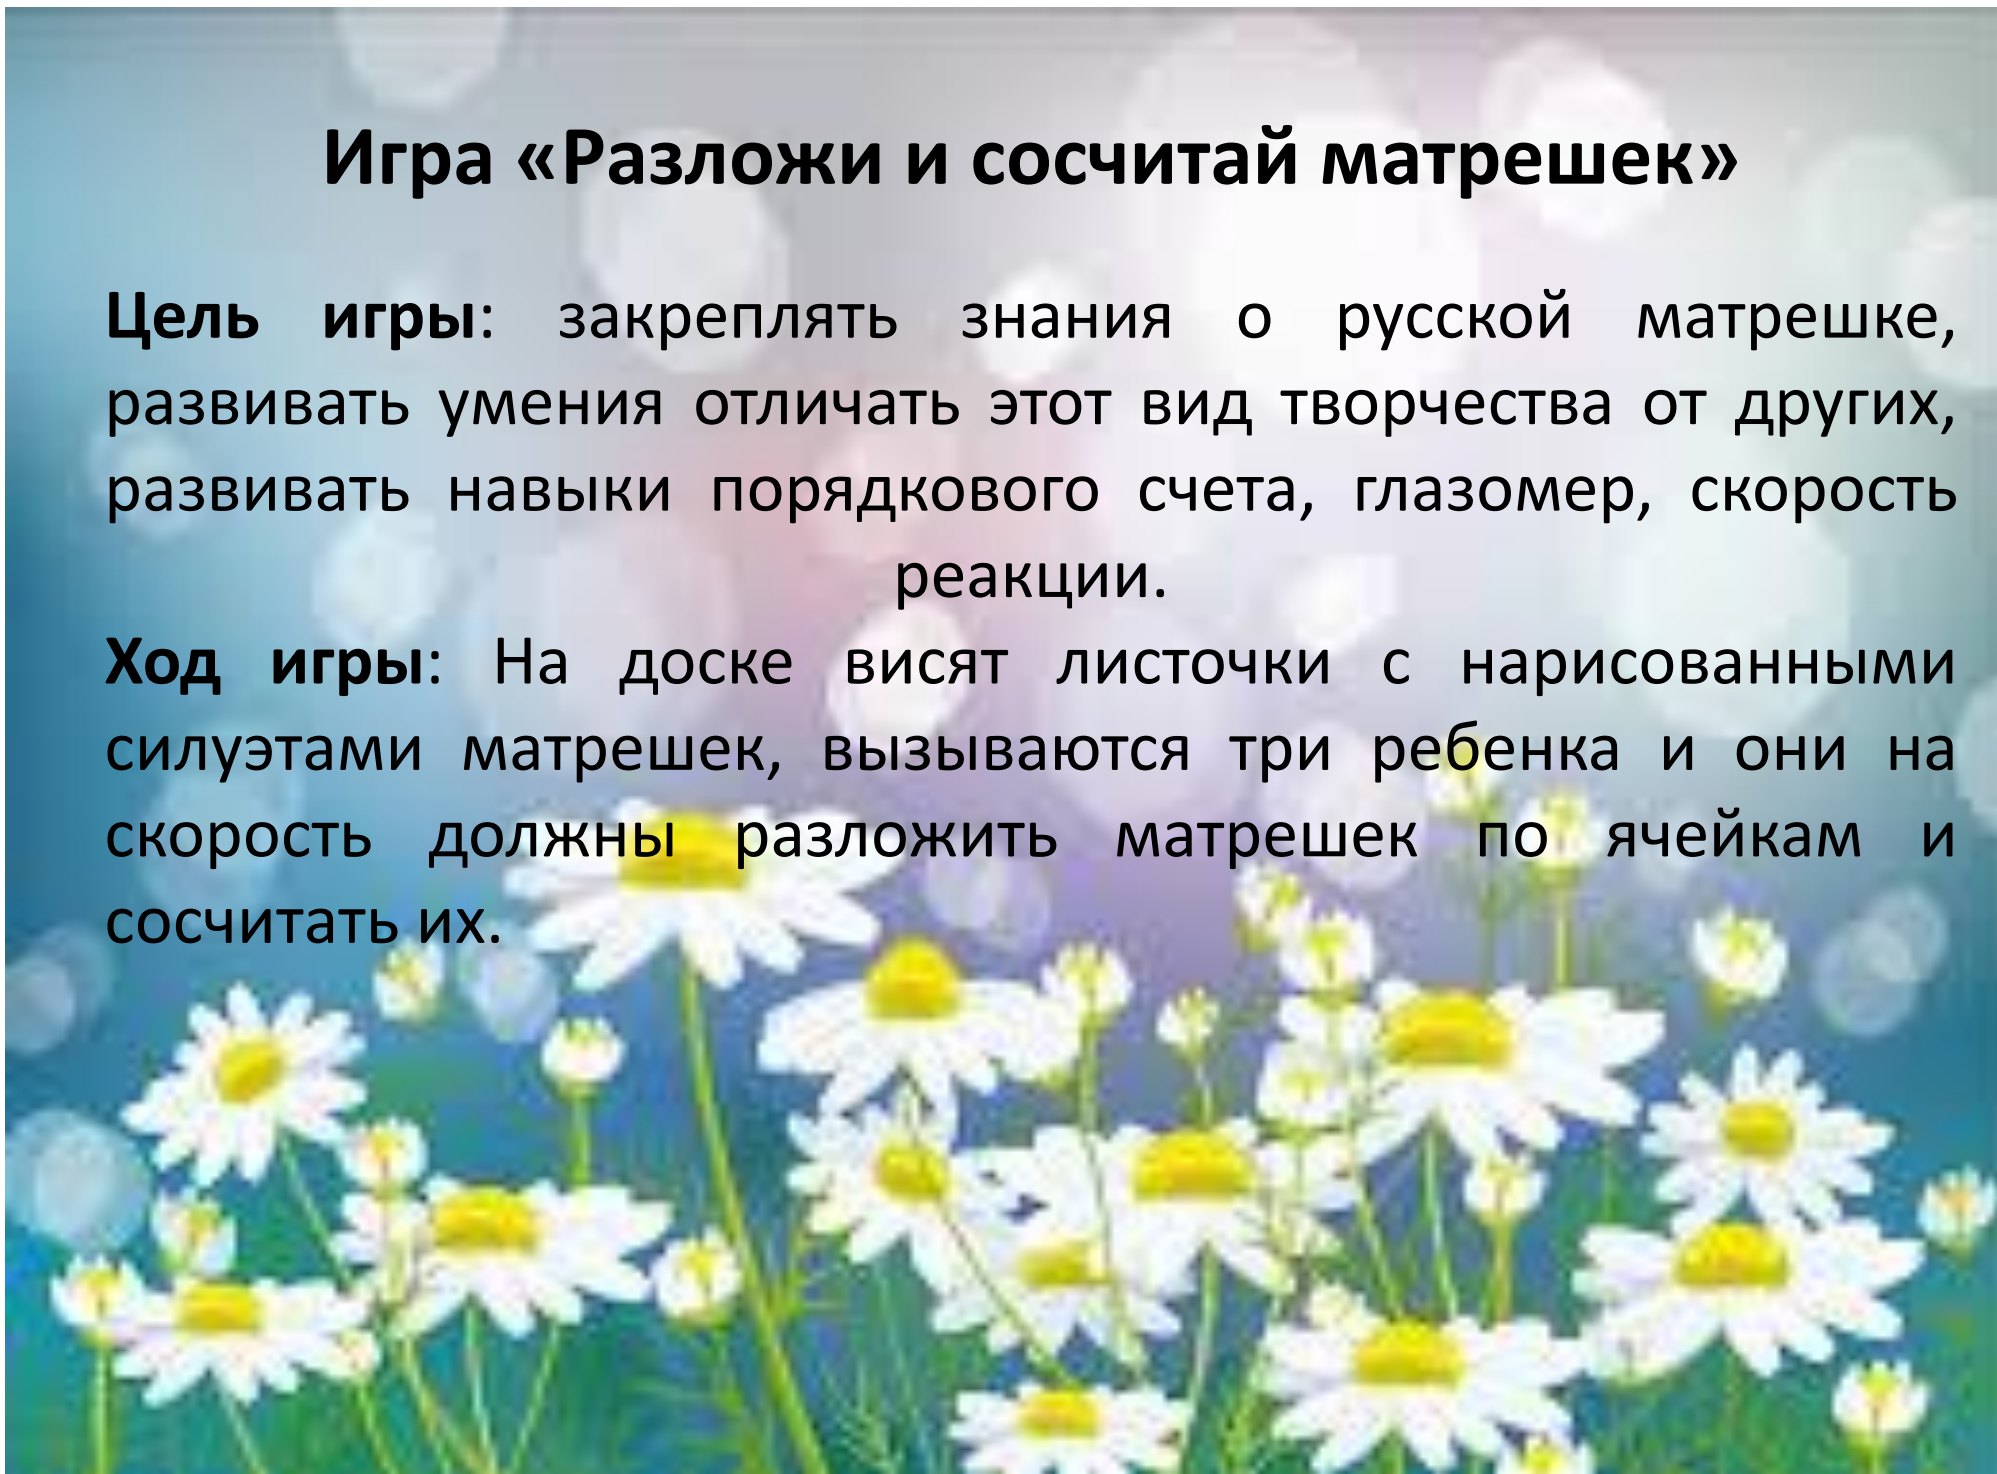 Игра «Разложи и сосчитай матрешек»
Цель игры: закреплять знания о русской матрешке,
развивать умения отличать этот вид творчества от других,
развивать навыки порядкового счета, глазомер, скорость
реакции.
Ход игры: На доске висят листочки с нарисованными
силуэтами матрешек, вызываются три ребенка и они на
скорость должны разложить матрешек по ячейкам и
сосчитать их.